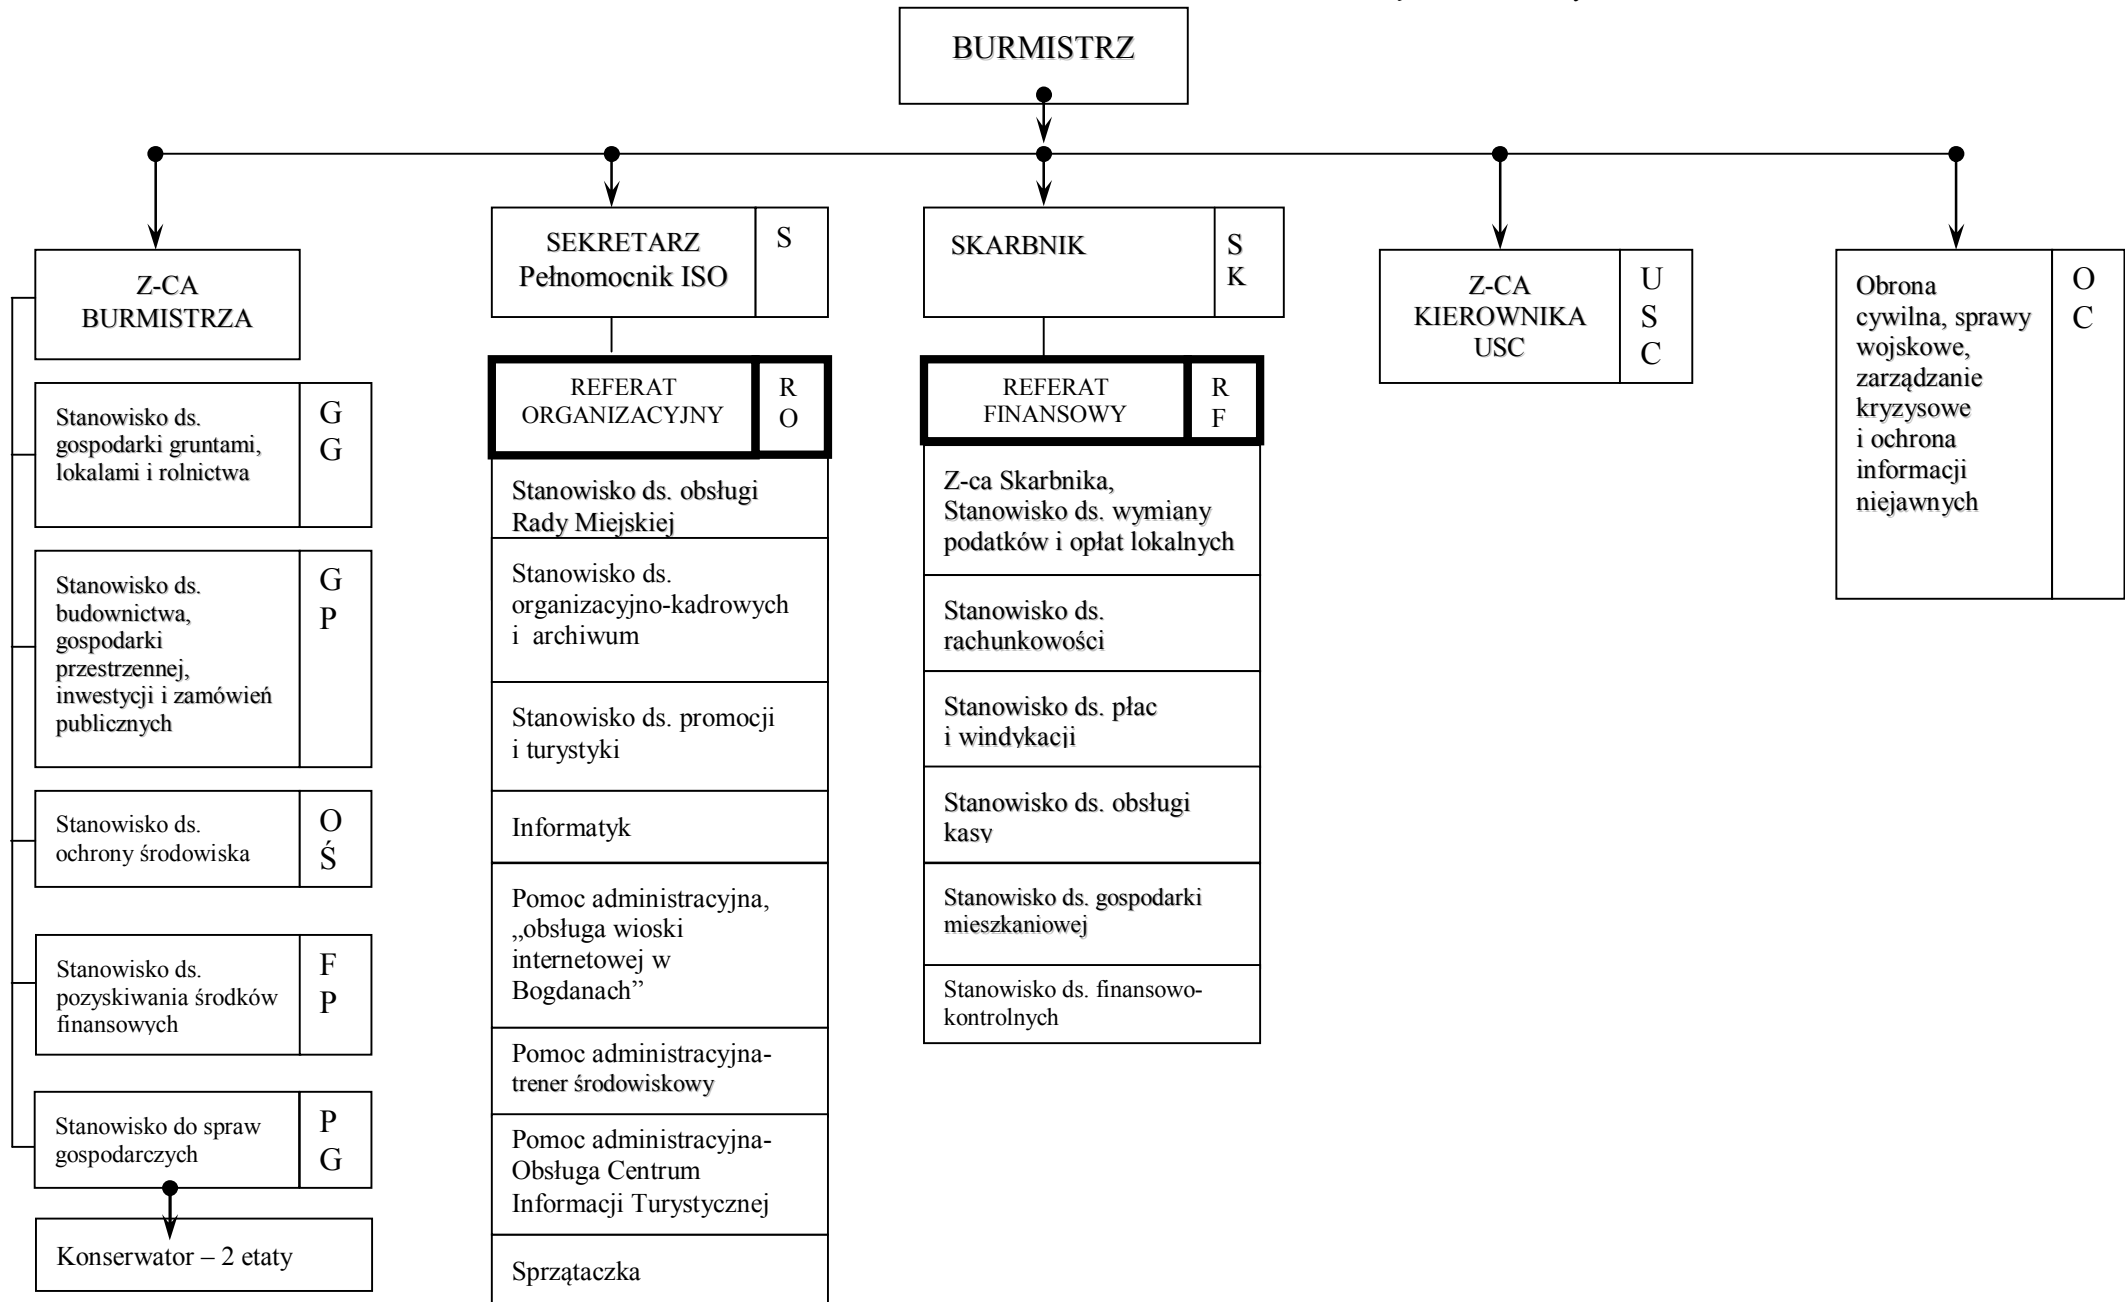 BURMISTRZ
Z-CA
BURMISTRZA
Stanowisko ds.
gospodarki gruntami,
lokalami i rolnictwa
G
G
Stanowisko ds.
budownictwa,
gospodarki
przestrzennej,
inwestycji i zamówień
publicznych
G
P
Stanowisko ds.
ochrony środowiska
O
Ś
Stanowisko ds.
pozyskiwania środków
finansowych
F
P
Stanowisko do spraw
gospodarczych
P
G
Konserwator – 2 etaty
SEKRETARZ
Pełnomocnik ISO
S
REFERAT
ORGANIZACYJNY
R
O
Stanowisko ds. obsługi
Rady Miejskiej
Stanowisko ds.
organizacyjno-kadrowych
i archiwum
Stanowisko ds. promocji
i turystyki
Informatyk
Pomoc administracyjna,
„obsługa wioski
internetowej w
Bogdanach”
Pomoc administracyjna-
trener środowiskowy
Pomoc administracyjna-
Obsługa Centrum
Informacji Turystycznej
Sprzątaczka
SKARBNIK
S
K
REFERAT
FINANSOWY
R
F
Z-ca Skarbnika,
Stanowisko ds. wymiany
podatków i opłat lokalnych
Stanowisko ds.
rachunkowości
Stanowisko ds. płac
i windykacji
Stanowisko ds. obsługi
kasy
Stanowisko ds. gospodarki
mieszkaniowej
Stanowisko ds. finansowo-
kontrolnych
Z-CA
KIEROWNIKA
USC
U
S
C
Obrona
cywilna, sprawy
wojskowe,
zarządzanie
kryzysowe
i ochrona
informacji
niejawnych
O
C